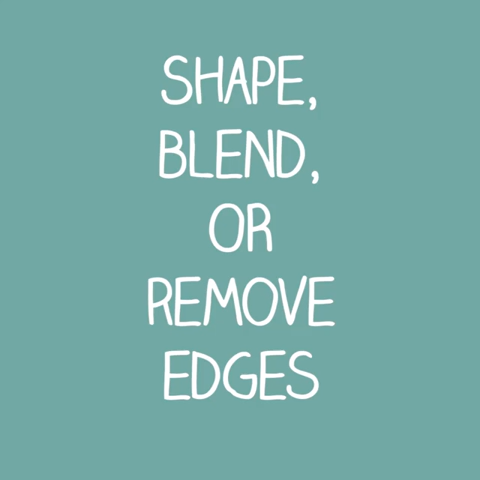 SHAPE,
BLEND,
OR
REMOVE
EDGES